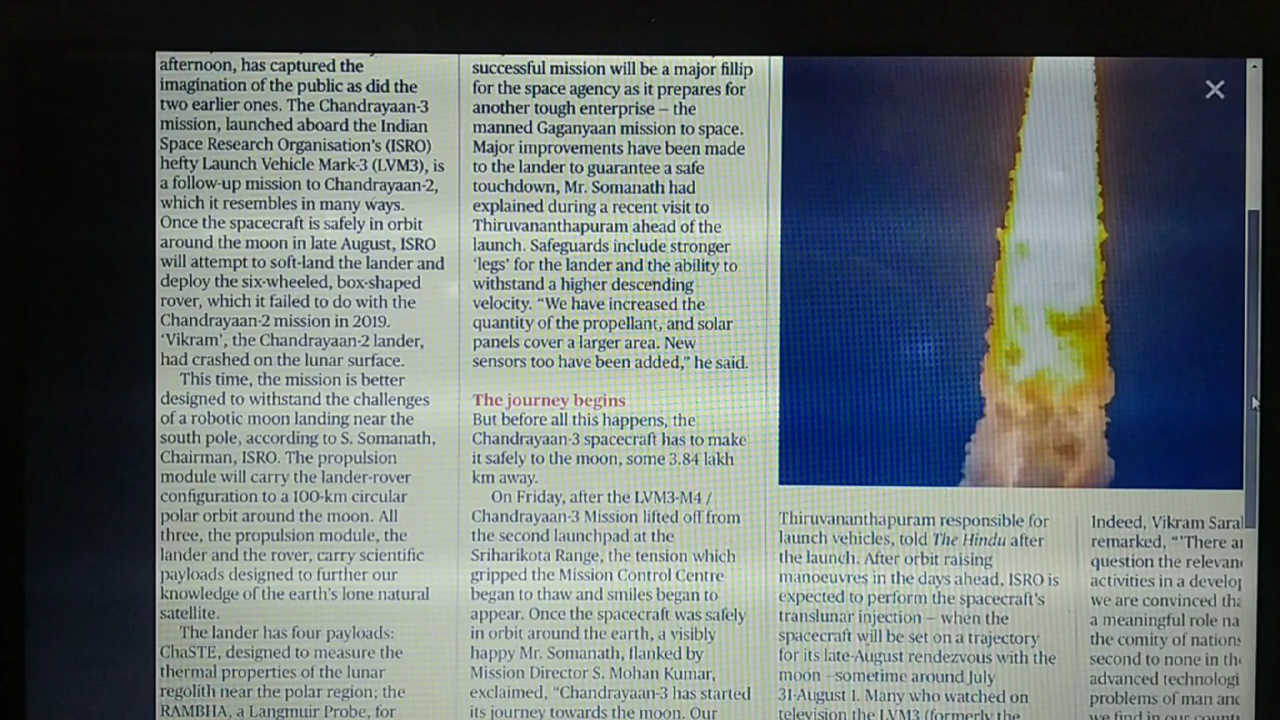 afternoon, has captured the
imagination of the public as did the
two earlier ones. The Chandrayaan-3
mission, launched aboard the Indian
Space Research Organisation's (ISRO)
hefty Launch Vehicle Mark-3 (LVM3), is
a follow-up mission to Chandrayaan-2,
which it resembles in many ways.
Once the spacecraft is safely in orbit
around the moon in late August, ISRO
will attempt to soft-land the lander and
deploy the six-wheeled, box-shaped
rover, which it failed to do with the
Chandrayaan-2 mission in 2019.
‘Vikram’, the Chandrayaan-2 lander,
had crashed on the lunar surface.
This time, the mission is better
designed to withstand the challenges
of a robotic moon landing near the
south pole, according to S. Somanath,
Chairman, ISRO. The propulsion
module will carry the lander-rover
configuration to a 100-km circular
polar orbit around the moon. All
three, the propulsion module, the
lander and the rover, carry scientific
payloads designed to further our
knowledge of the earth's lone natural
satellite.
The lander has four payloads:
ChaSTE, designed to measure the
thermal properties of the lunar
regolith near the polar region; the
RAMBHA, a Langmuir Probe, for
successful mission will be a major fillip
for the space agency as it prepares for
another tough enterprise – the
manned Gaganyaan mission to space.
Major improvements have been made
to the lander to guarantee a safe
touchdown, Mr. Somanath had
explained during a recent visit to
Thiruvananthapuram ahead of the
launch. Safeguards include stronger
‘legs’ for the lander and the ability to
withstand a higher descending
velocity. “We have increased the
quantity of the propellant, and solar
panels cover a larger area. New
sensors too have been added,” he said.
The journey begins
But before all this happens, the
Chandrayaan-3 spacecraft has to make
it safely to the moon, some 3.84 lakh
km away.
On Friday, after the LVM3-M4 /
Chandrayaan-3 Mission lifted off from
the second launchpad at the
Sriharikota Range, the tension which
gripped the Mission Control Centre
began to thaw and smiles began to
appear. Once the spacecraft was safely
in orbit around the earth, a visibly
happy Mr. Somanath, flanked by
Mission Director S. Mohan Kumar,
exclaimed, “Chandrayaan-3 has started
its journey towards the moon. Our
Thiruvananthapuram responsible for
launch vehicles, told The Hindu after
the launch. After orbit raising
manoeuvres in the days ahead, ISRO is
expected to perform the spacecraft's
translunar injection – when the
spacecraft will be set on a trajectory
for its late-August rendezvous with the
moon –sometime around July
31-August 1. Many who watched on
television the LVM3 (formerly the
Indeed, Vikram Saral
remarked, “‘There ar
question the relevan
activities in a develop
we are convinced tha
a meaningful role na
the comity of nations
second to none in the
advanced technologi
problems of man and
we find in our count